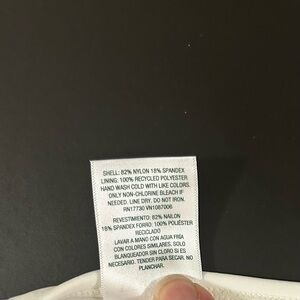 SHELL: 82% NYLON 18% SPANDEX
LINING: 100% RECYCLED POLYESTER
HAND WASH COLD WITH LIKE COLORS.
ONLY NON-CHLORINE BLEACH IF
NEEDED. LINE DRY. DO NOT IRON.
RN17730 VN1087006
REVESTIMIENTO: 82% NAILON
18% SPANDEX FORRO: 100% POLIÉSTER
RECICLADO
LAVAR A MANO CON AGUA FRÍA
CON COLORES SIMILARES. SOLO
BLANQUEADOR SIN CLORO SI ES
NECESARIO. TENDER PARA SECAR. NO
PLANCHAR.